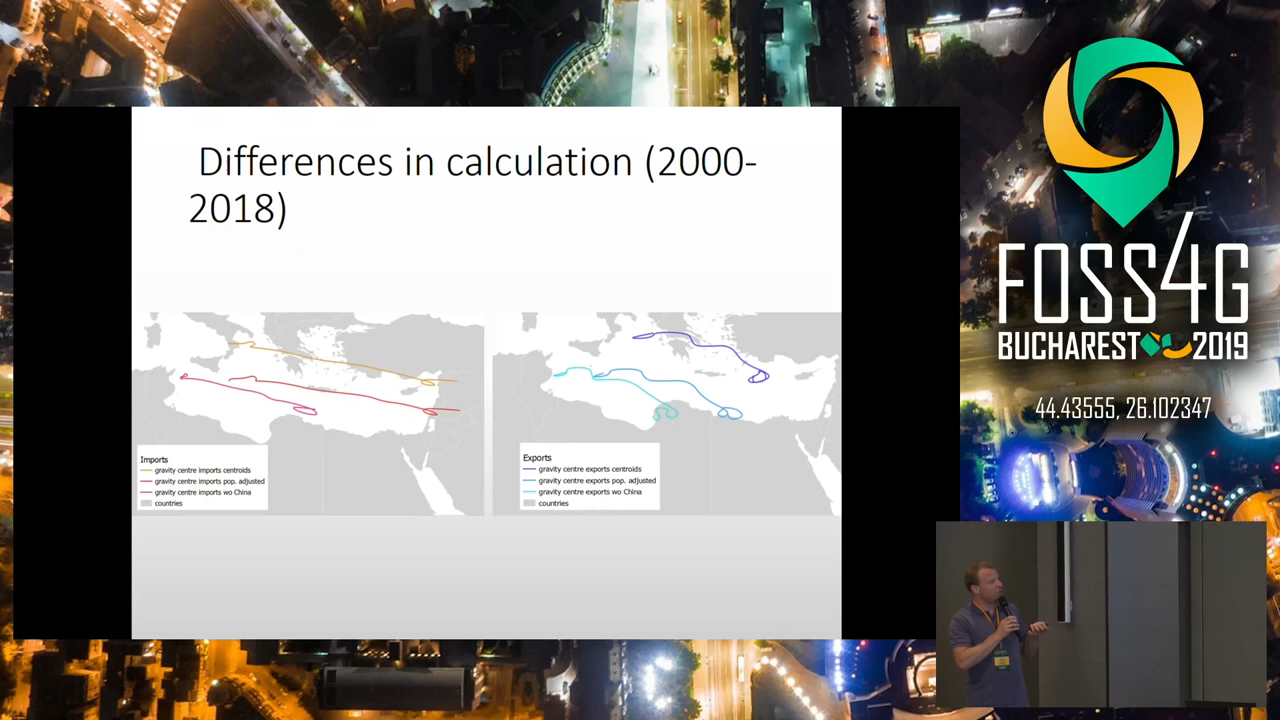 Differences in calculation (2000-
2018)
Imports
gravity centre imports centroids
gravity centre imports pop. adjusted
gravity centre imports wo China
countries
Exports
gravity centre exports centroids
gravity centre exports pop. adjusted
gravity centre exports wo China
countries
FOSS4G
BUCHAREST 2019
44.43555, 26.102347